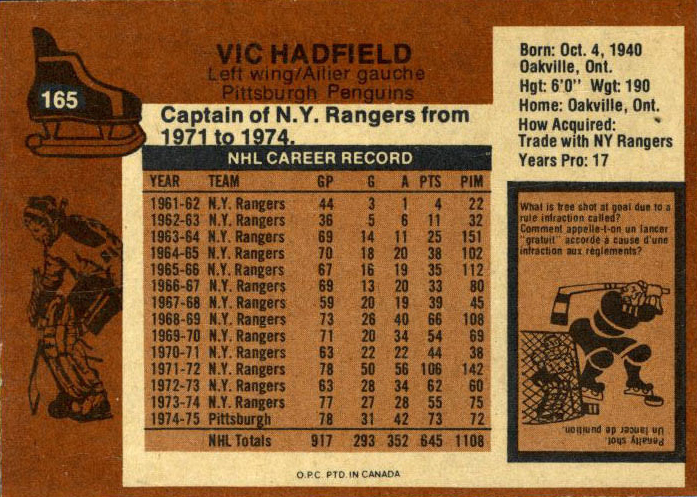 165
VIC HADFIELD
Left wing/Ailier gauche
Pittsburgh Penguins
Captain of N.Y. Rangers from
1971 to 1974.
Born: Oct. 4, 1940
Oakville, Ont.
Hgt: 6'0" Wgt: 190
Home: Oakville, Ont.
How Acquired:
Trade with NY Rangers
Years Pro: 17
NHL CAREER RECORD
YEAR TEAM GP G A PTS PIM
1961-62 N.Y. Rangers 44 3 1 4 22
1962-63 N.Y. Rangers 36 5 6 11 32
1963-64 N.Y. Rangers 69 14 11 25 151
1964-65 N.Y. Rangers 70 18 20 38 102
1965-66 N.Y. Rangers 67 16 19 35 112
1966-67 N.Y. Rangers 69 13 20 33 80
1967-68 N.Y. Rangers 59 20 19 39 45
1968-69 N.Y. Rangers 73 26 40 66 108
1969-70 N.Y. Rangers 71 20 34 54 69
1970-71 N.Y. Rangers 63 22 22 44 38
1971-72 N.Y. Rangers 78 50 56 106 142
1972-73 N.Y. Rangers 63 28 34 62 60
1973-74 N.Y. Rangers 77 27 28 55 75
1974-75 Pittsburgh 78 31 42 73 72
NHL Totals 917 293 352 645 1108
What is free shot at goal due to a
rule infraction called?
Comment appelle-t-on un lancer
"gratuit" accordé à cause d'une
infraction aux règlements?
Penalty shot.
Un lancer de punition.
O.P.C. PTD. IN CANADA